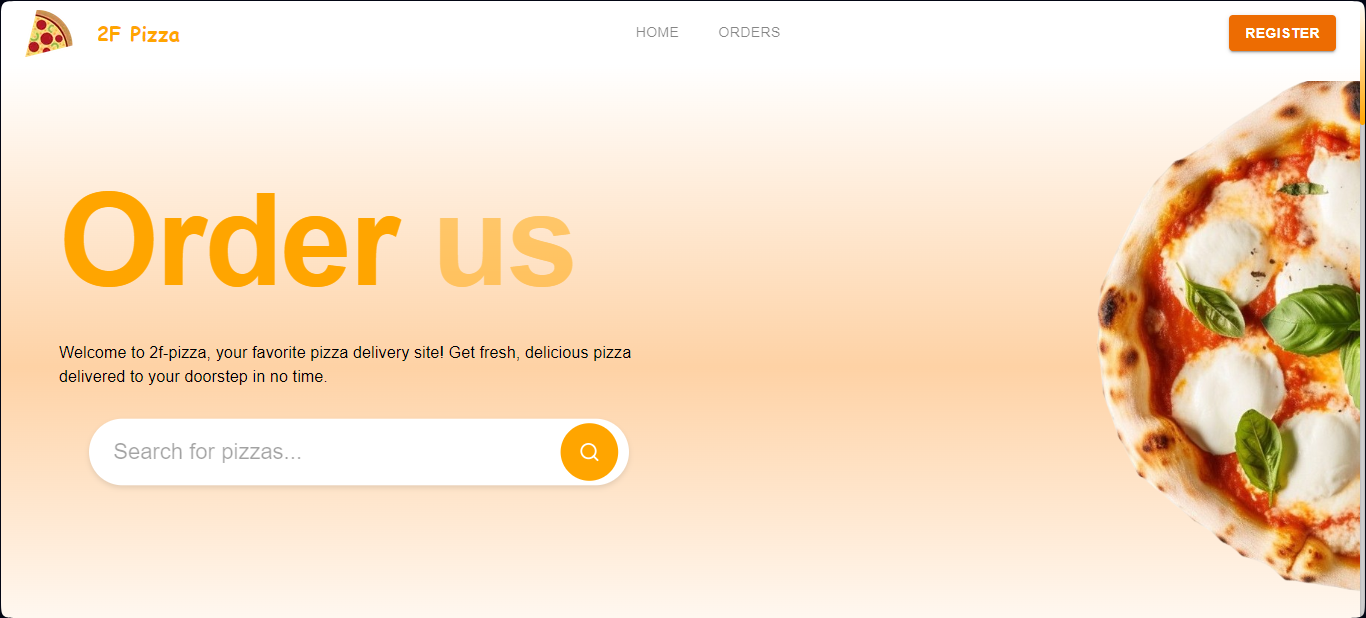 2F Pizza
HOME
ORDERS
REGISTER
Order us
Welcome to 2f-pizza, your favorite pizza delivery site! Get fresh, delicious pizza
delivered to your doorstep in no time.
Search for pizzas...